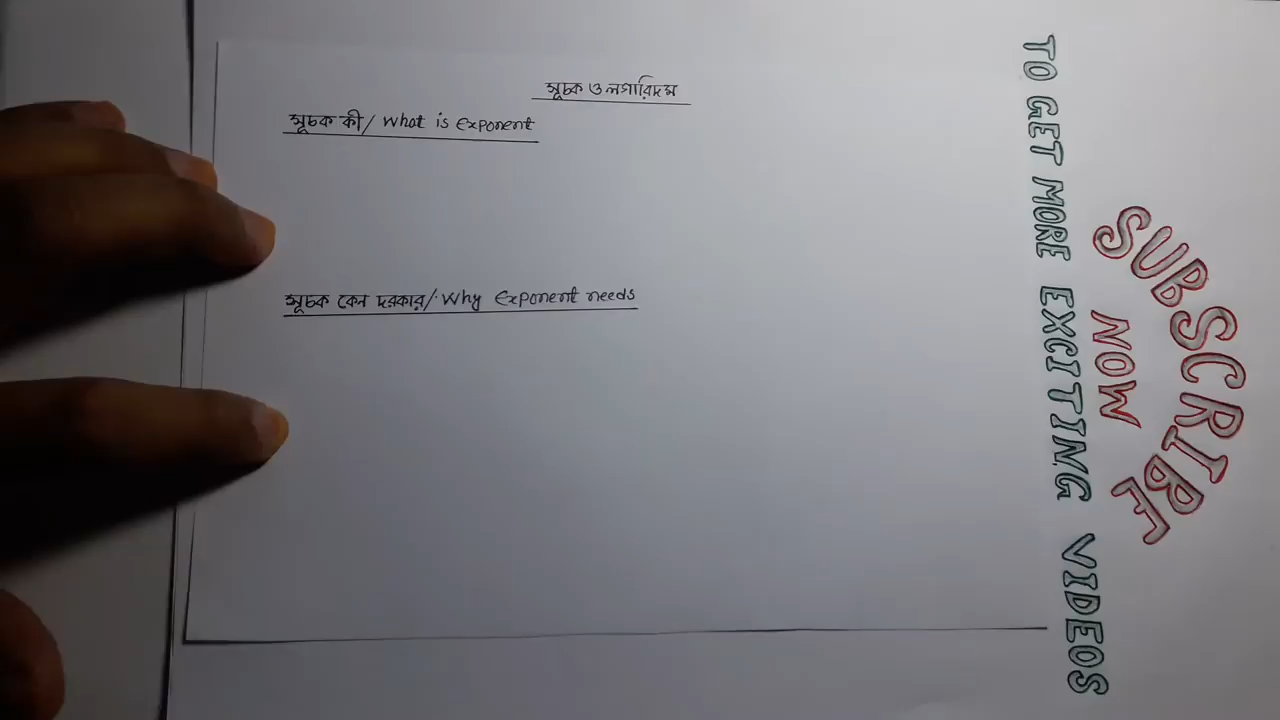 সূচক ও লগারিদম
সূচক কী/ What is Exponent
সূচক কেন দরকার/ Why Exponent needs
TO GET MORE EXCITING VIDEOS
SUBSCRIBE
NOW